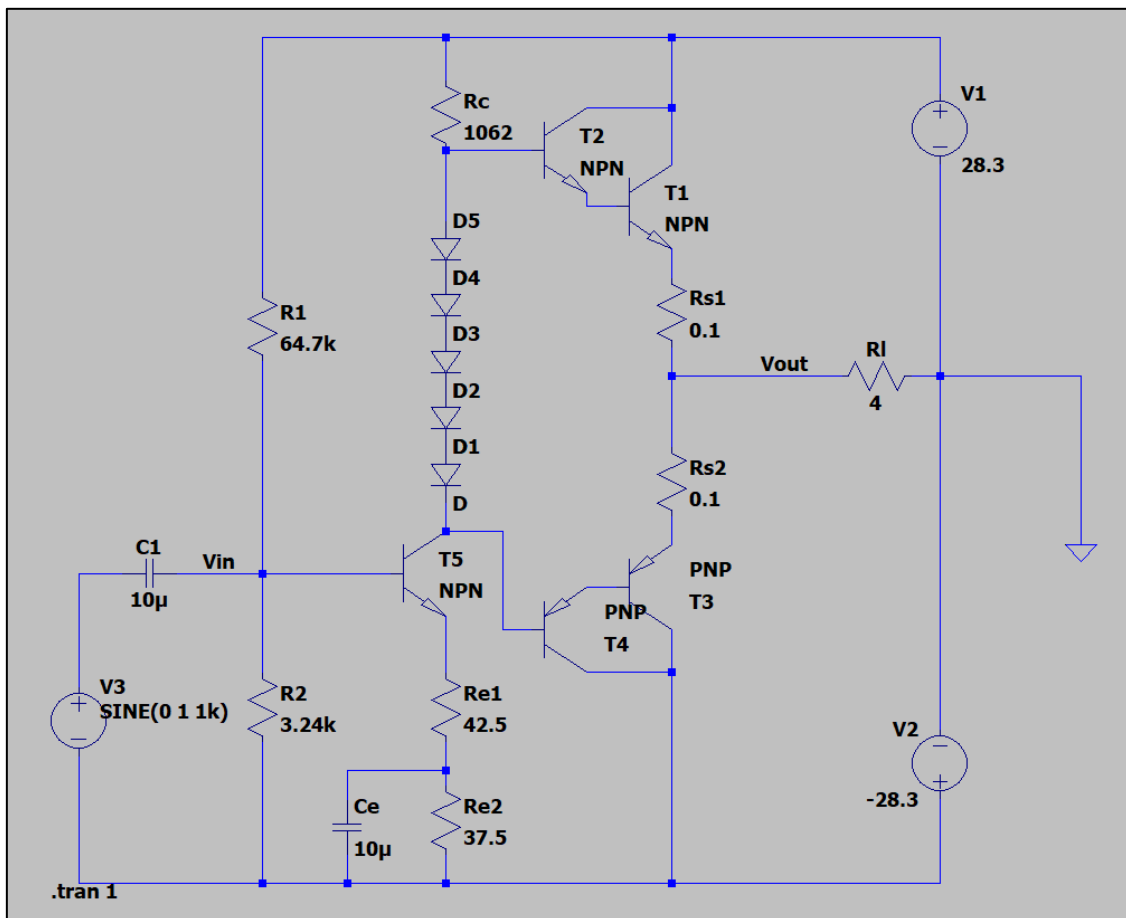 V1
28.3
Rc
1062
T2
NPN
T1
NPN
D5
D4
D3
D2
D1
D
R1
64.7k
Rs1
0.1
Vout
Rl
4
Rs2
0.1
C1
10µ
Vin
T5
NPN
PNP
T3
PNP
T4
V3
SINE(0 1 1k)
R2
3.24k
Re1
42.5
V2
-28.3
Ce
10µ
Re2
37.5
.tran 1